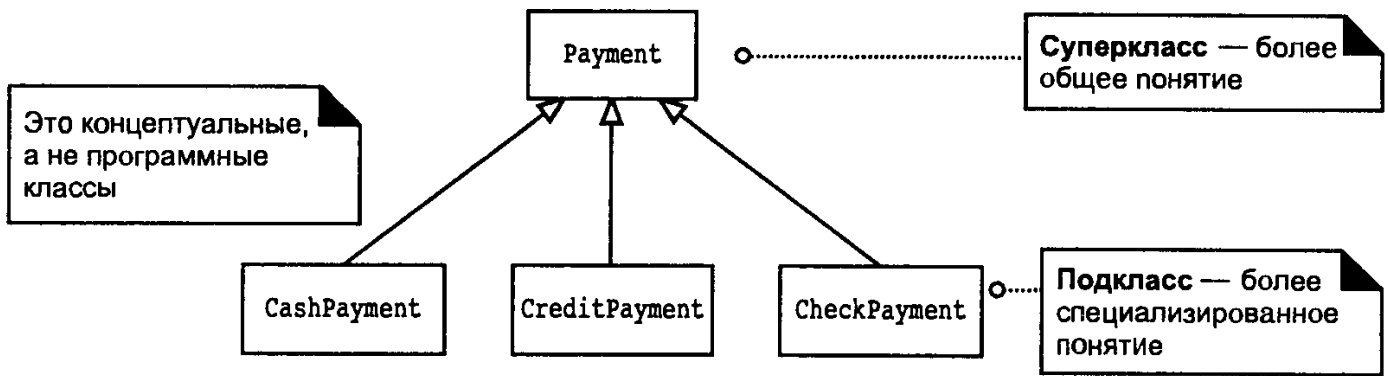 Payment
Суперкласс — более
общее понятие
Это концептуальные,
а не программные
классы
CashPayment
CreditPayment
CheckPayment
Подкласс — более
специализированное
понятие